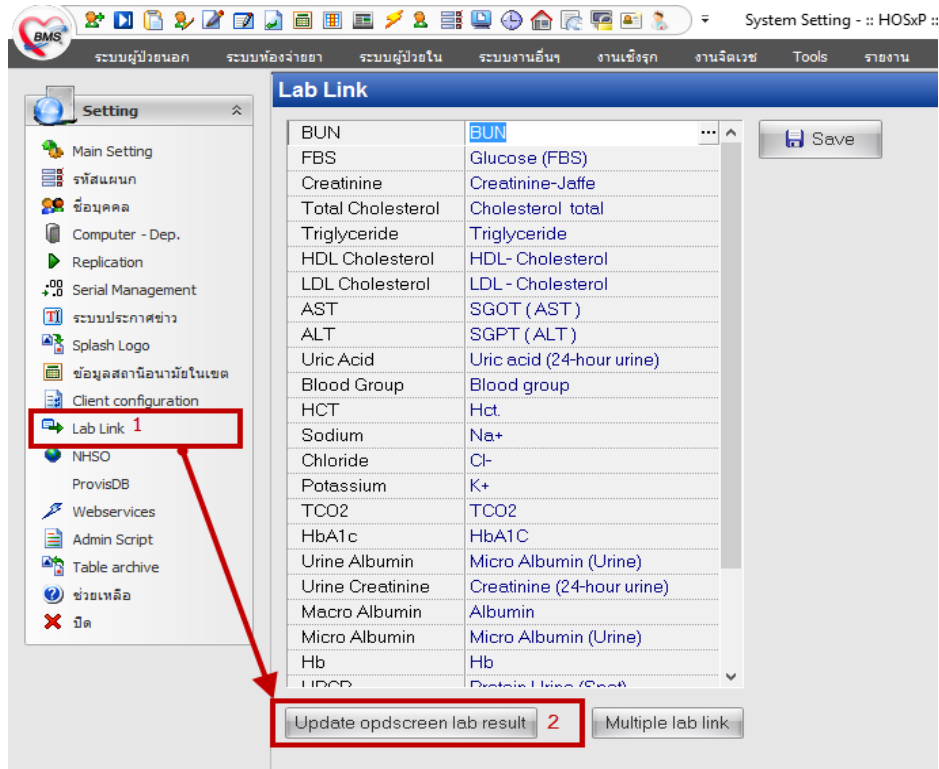 BMS
System Setting - :: HOSxP ::
ระบบผู้ป่วยนอก ระบบห้องจ่ายยา ระบบผู้ป่วยใน ระบบงานอื่นๆ งานเชิงรุก งานจิตเวช Tools รายงาน
Setting
Main Setting
รหัสแผนก
ชื่อบุคคล
Computer - Dep.
Replication
Serial Management
ระบบประกาศข่าว
Splash Logo
ข้อมูลสถานีอนามัยในเขต
Client configuration
Lab Link 1
NHSO
ProvisDB
Webservices
Admin Script
Table archive
ช่วยเหลือ
ปิด
Lab Link
BUN BUN ...
FBS Glucose (FBS)
Creatinine Creatinine-Jaffe
Total Cholesterol Cholesterol total
Triglyceride Triglyceride
HDL Cholesterol HDL- Cholesterol
LDL Cholesterol LDL - Cholesterol
AST SGOT ( AST )
ALT SGPT ( ALT )
Uric Acid Uric acid (24-hour urine)
Blood Group Blood group
HCT Hct.
Sodium Na+
Chloride Cl-
Potassium K+
TCO2 TCO2
HbA1c HbA1C
Urine Albumin Micro Albumin (Urine)
Urine Creatinine Creatinine (24-hour urine)
Macro Albumin Albumin
Micro Albumin Micro Albumin (Urine)
Hb Hb
UPCR Protein Urine (Spot)
Save
Update opdscreen lab result 2
Multiple lab link